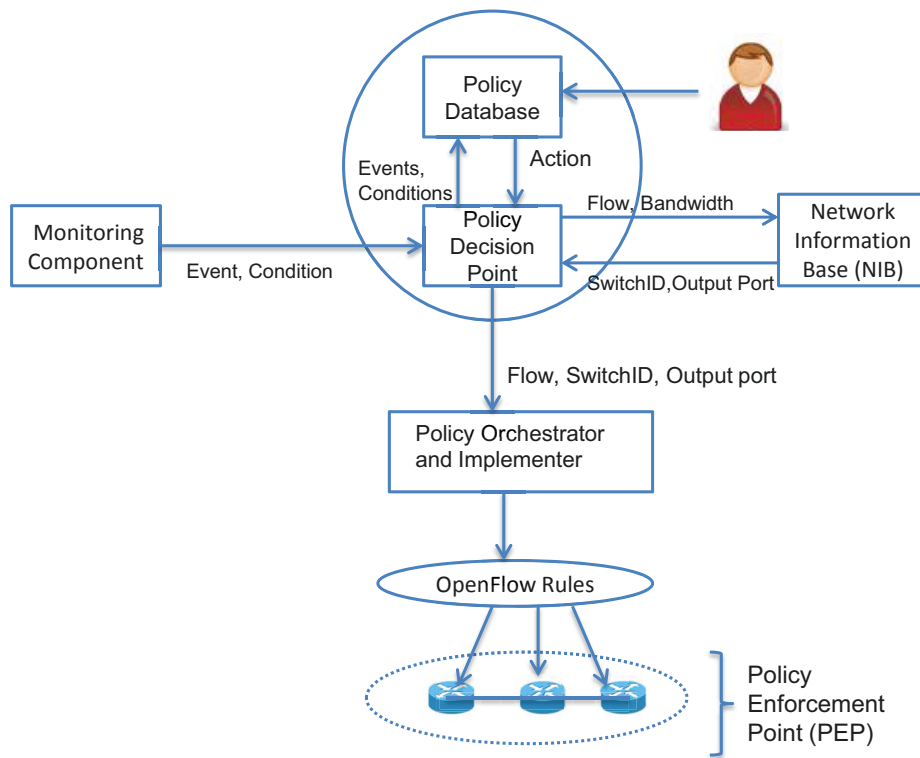 Policy
Database
Events,
Conditions
Action
Monitoring
Component
Event, Condition
Policy
Decision
Point
Flow, Bandwidth
SwitchID,Output Port
Network
Information
Base (NIB)
Flow, SwitchID, Output port
Policy Orchestrator
and Implementer
OpenFlow Rules
Policy
Enforcement
Point (PEP)